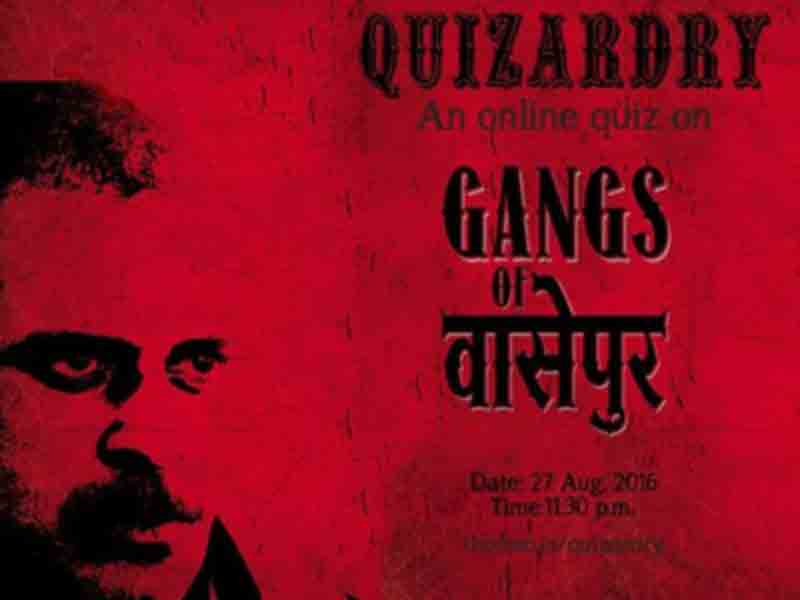 QUIZARDRY
An online quiz on
GANGS
OF
वासेपुर
Date: 27 Aug, 2016
Time:11.30 p.m.